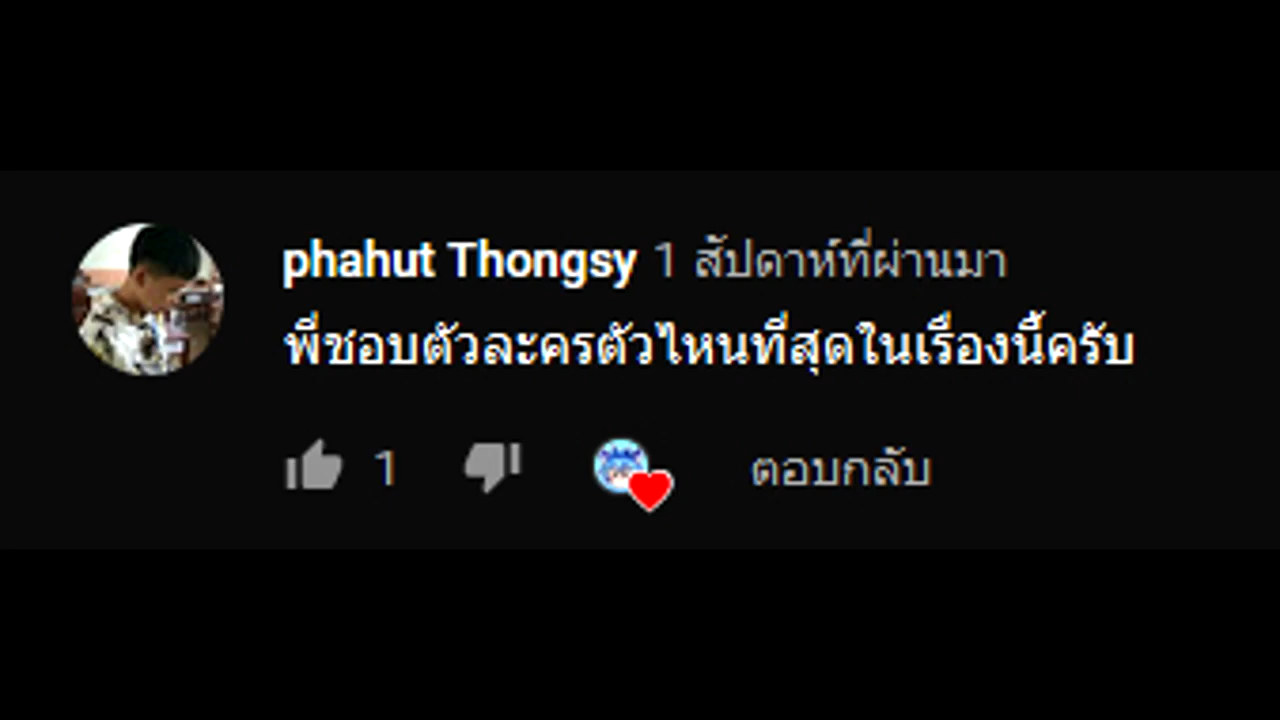 phahut Thongsy 1 สัปดาห์ที่ผ่านมา
พี่ชอบตัวละครตัวไหนที่สุดในเรื่องนี้ครับ
1 ตอบกลับ